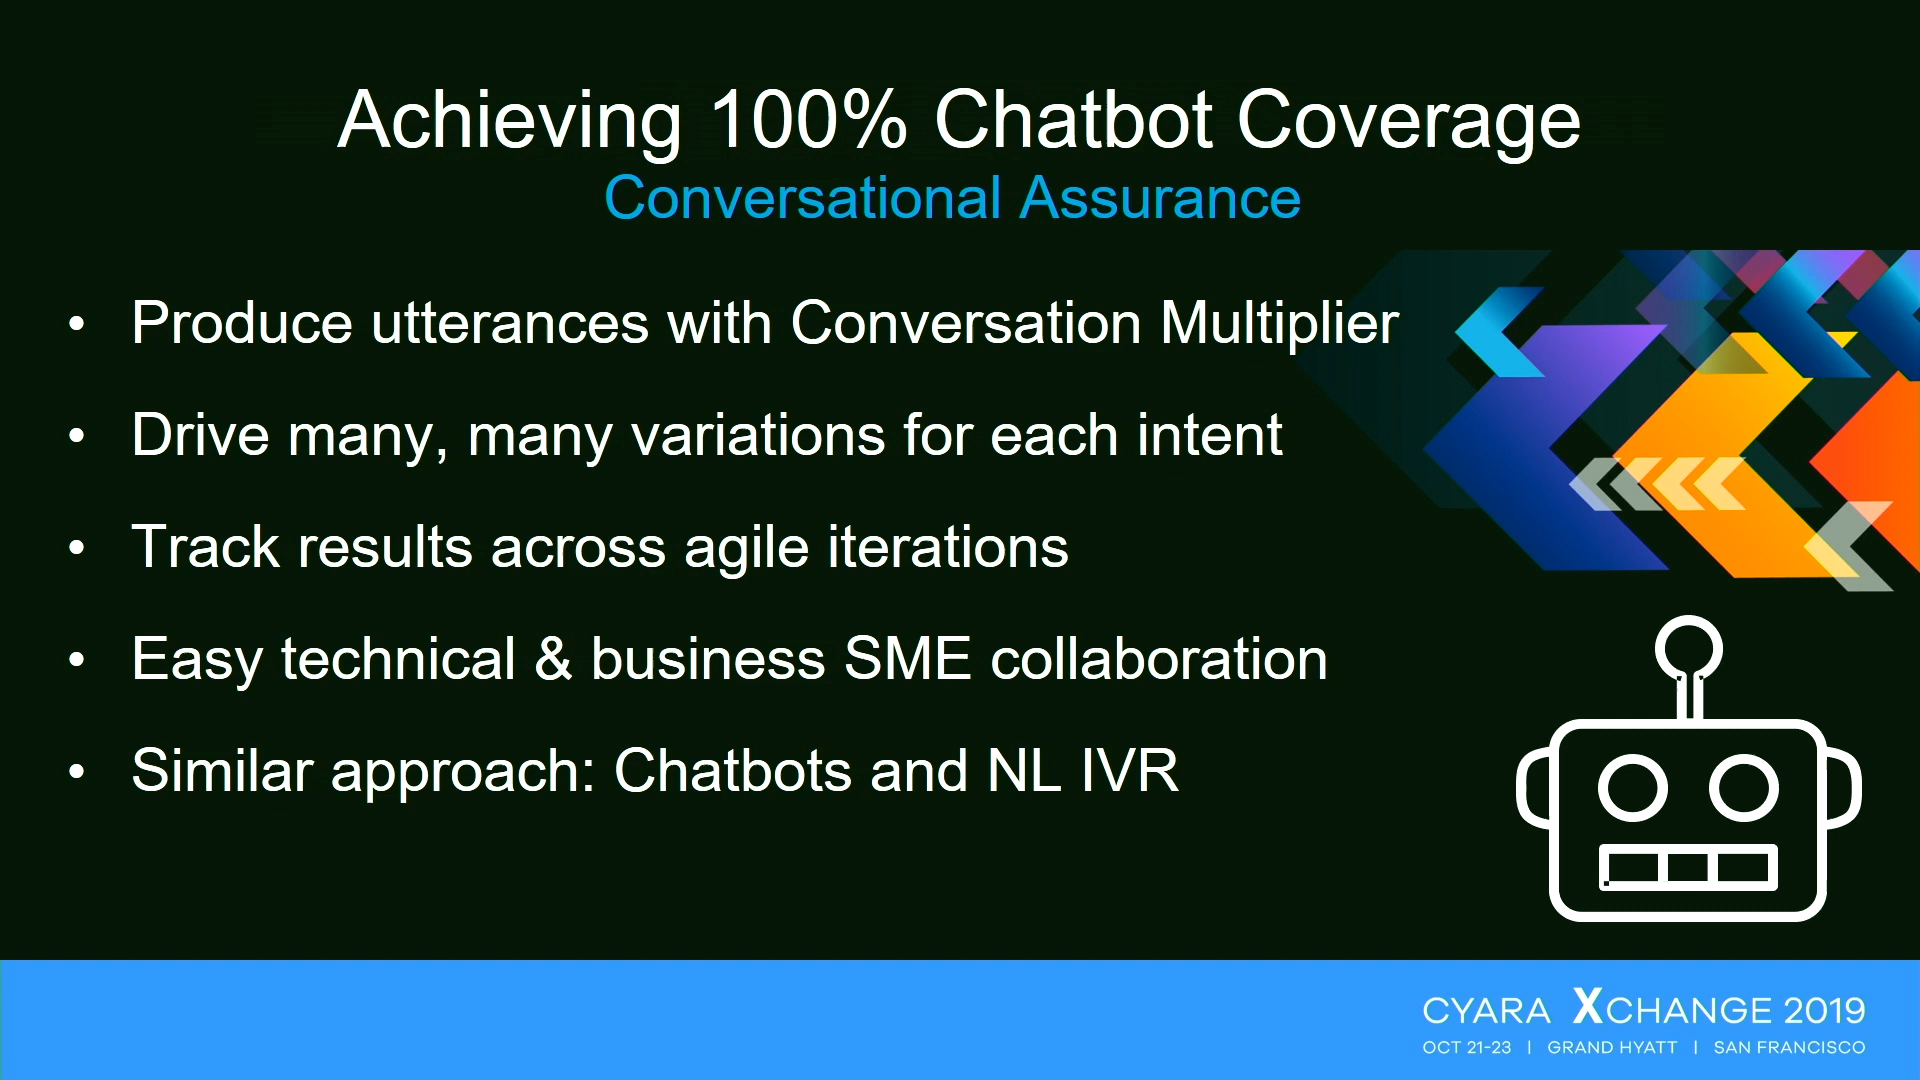 Achieving 100% Chatbot Coverage
Conversational Assurance
• Produce utterances with Conversation Multiplier
• Drive many, many variations for each intent
• Track results across agile iterations
• Easy technical & business SME collaboration
• Similar approach: Chatbots and NL IVR
CYARA XCHANGE 2019
OCT 21-23 | GRAND HYATT | SAN FRANCISCO